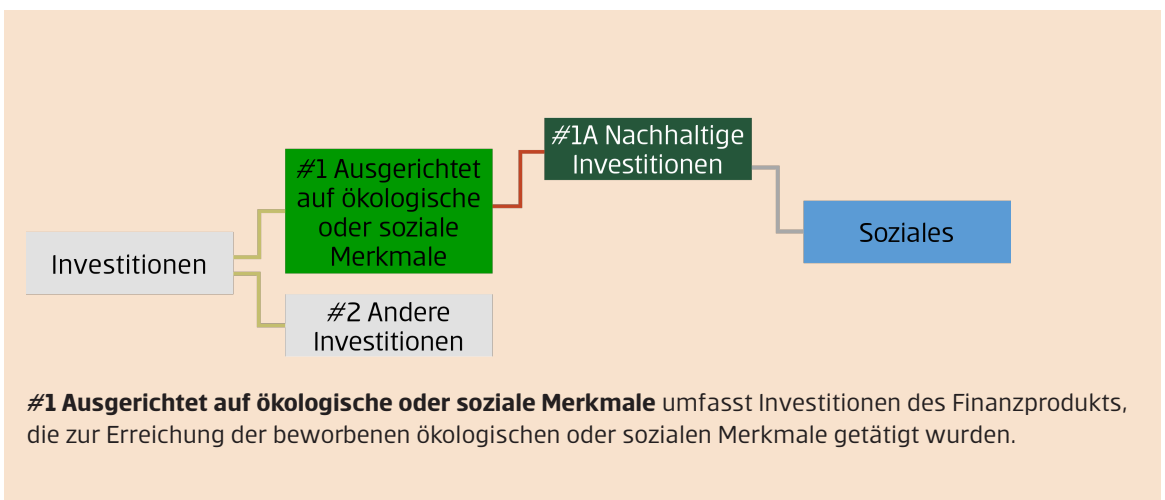 #1A Nachhaltige
Investitionen
#1 Ausgerichtet
auf ökologische
oder soziale
Merkmale
Soziales
Investitionen
#2 Andere
Investitionen
#1 Ausgerichtet auf ökologische oder soziale Merkmale umfasst Investitionen des Finanzprodukts,
die zur Erreichung der beworbenen ökologischen oder sozialen Merkmale getätigt wurden.